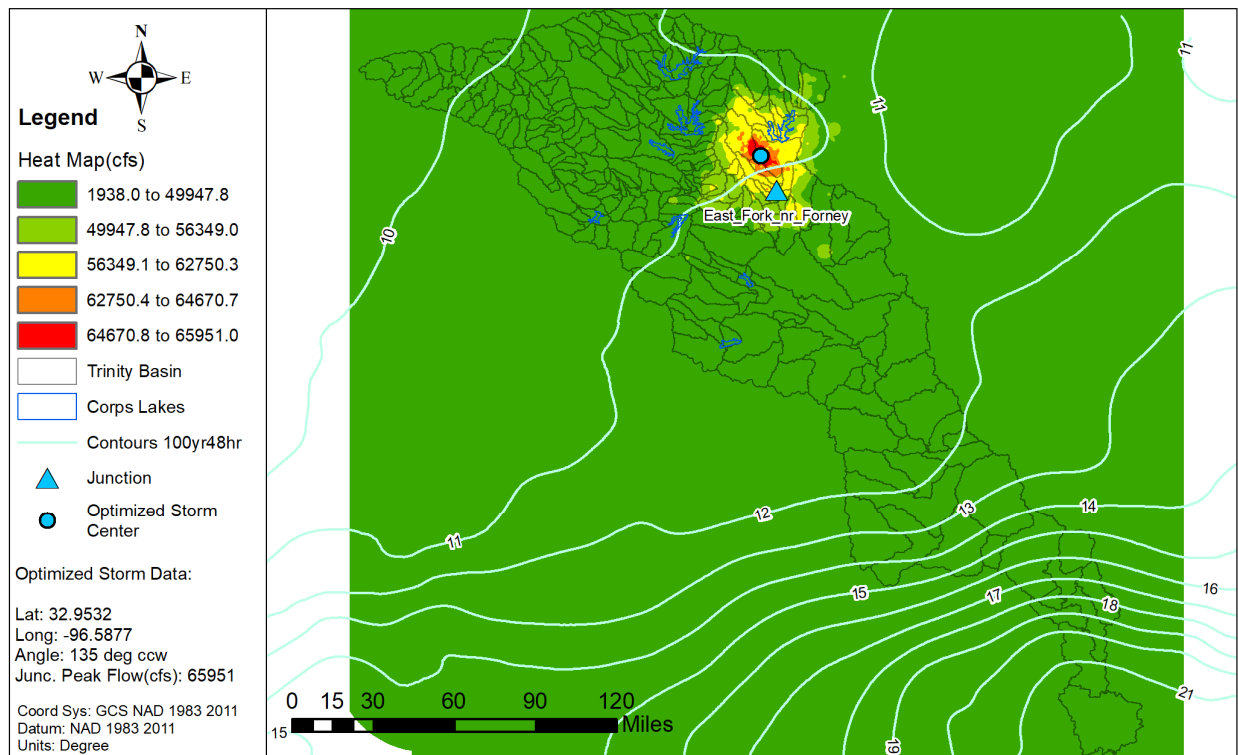 N
W E
S
Legend
Heat Map(cfs)
1938.0 to 49947.8
49947.8 to 56349.0
56349.1 to 62750.3
62750.4 to 64670.7
64670.8 to 65951.0
Trinity Basin
Corps Lakes
Contours 100yr48hr
Junction
Optimized Storm
Center
Optimized Storm Data:
Lat: 32.9532
Long: -96.5877
Angle: 135 deg ccw
Junc. Peak Flow(cfs): 65951
Coord Sys: GCS NAD 1983 2011
Datum: NAD 1983 2011
Units: Degree
11
11
East_Fork_nr_Forney
10
12
13
14
11
15
17
16
18
21
19
0 15 30 60 90 120
Miles
15